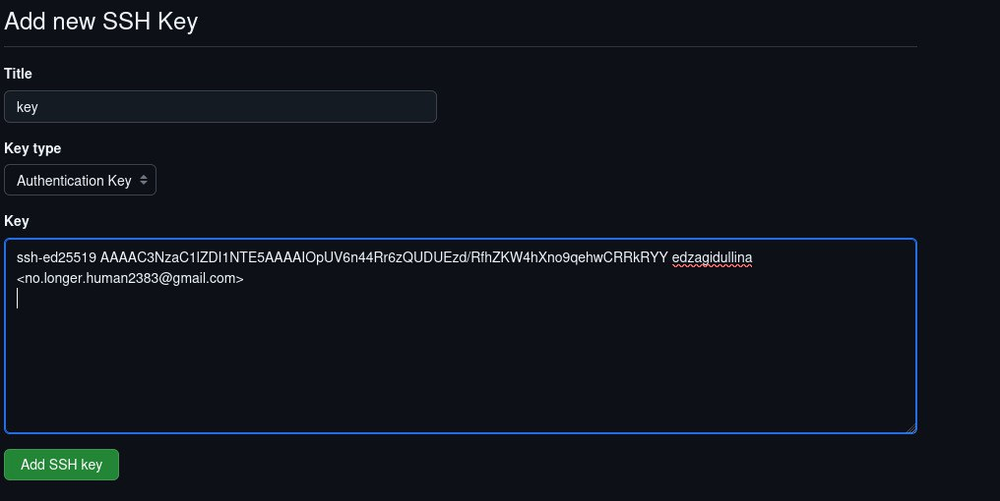 Add new SSH Key
Title
key
Key type
Authentication Key
Key
ssh-ed25519 AAAAC3NzaC1lZDI1NTE5AAAAIOpUV6n44Rr6zQUDUEzd/RfhZKW4hXno9qehwCRRkRYY edzagidullina
<no.longer.human2383@gmail.com>
Add SSH key